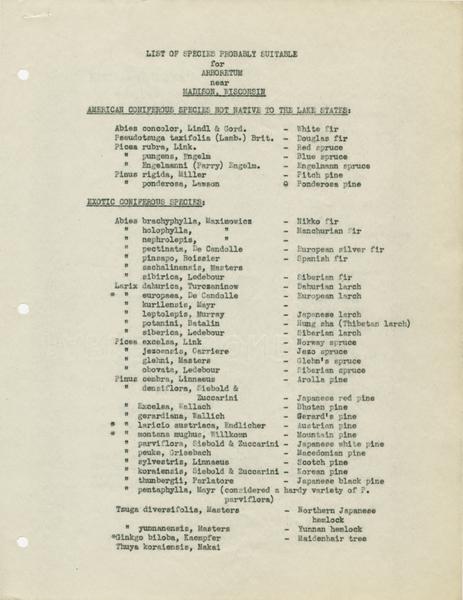 LIST OF SPECIES PROBABLY SUITABLE
for
ARBORETUM
near
MADISON, WISCONSIN
AMERICAN CONIFEROUS SPECIES NOT NATIVE TO THE LAKE STATES:
Abies concolor, Lindl & Gord. - White fir
Pseudotsuga taxifolia (Lamb.) Brit. - Douglas fir
Picea rubra, Link. - Red spruce
" pungens, Engelm - Blue spruce
" Engelmanni (Parry) Engelm. - Engelmann spruce
Pinus rigida, Miller - Pitch pine
" ponderosa, Lawson Ponderosa pine
EXOTIC CONIFEROUS SPECIES:
Abies brachyphylla, Maximowicz - Nikko fir
" holophylla, " - Manchurian fir
" nephrolepis, " -
" pectinata, De Candolle - European silver fir
" pinsapo, Boissier - Spanish fir
" sachalinensis, Masters
" sibirica, Ledebour - Siberian fir
Larix dahurica, Turczaninow - Dahurian larch
* " europaea, De Candolle - European larch
" kurilensis, Mayr
" leptolepis, Murray - Japanese larch
" potanini, Batalin - Hung sha (Thibetan larch)
" siberica, Ledebour - Siberian larch
Picea excelsa, Link - Norway spruce
" jezoensis, Carriere - Jezo spruce
" glehni, Masters - Glehn's spruce
" obovata, Ledebour - Siberian spruce
Pinus cembra, Linnaeus - Arolla pine
" densiflora, Siebold &
Zuccarini - Japanese red pine
" Excelsa, Wallach - Bhotan pine
" gerardiana, Wallich - Gerard's pine
* " laricio austriaca, Endlicher - Austrian pine
* " montana mughus, Willkomm - Mountain pine
" parviflora, Siebold & Zuccarini - Japanese white pine
" peuke, Grisebach - Macedonian pine
" sylvestris, Linnaeus - Scotch pine
" koraiensis, Siebold & Zuccarini - Korean pine
" thunbergii, Parlatore - Japanese black pine
" pentaphylla, Mayr (considered a hardy variety of P.
parviflora)
Tsuga diversifolis, Masters - Northern Japanese
hemlock
" yunnanensis, Masters - Yunnan hemlock
*Ginkgo biloba, Kaempfer - Maidenhair tree
Thuya koraiensis, Nakai